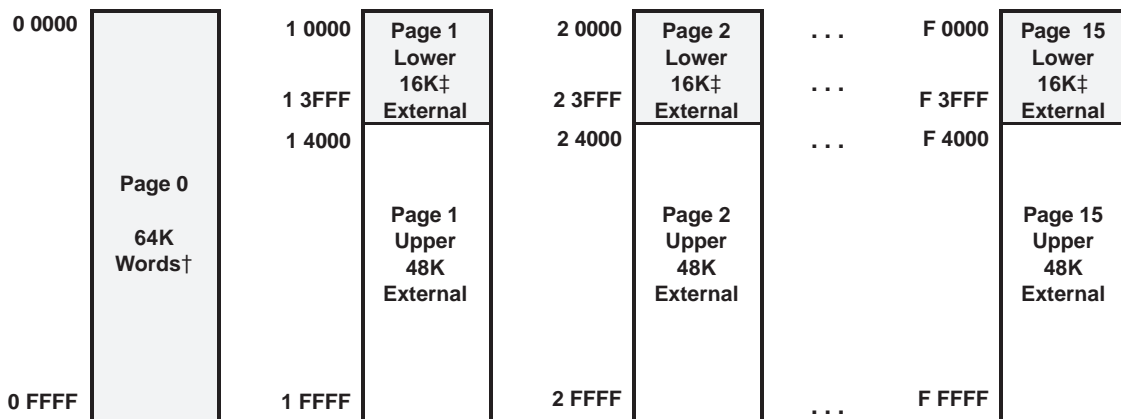 0 0000
Page 0
64K
Words†
0 FFFF
1 0000
1 3FFF
1 4000
1 FFFF
Page 1
Lower
16K‡
External
Page 1
Upper
48K
External
2 0000
2 3FFF
2 4000
2 FFFF
Page 2
Lower
16K‡
External
Page 2
Upper
48K
External
. . .
. . .
. . .
. . .
F 0000
F 3FFF
F 4000
F FFFF
Page 15
Lower
16K‡
External
Page 15
Upper
48K
External